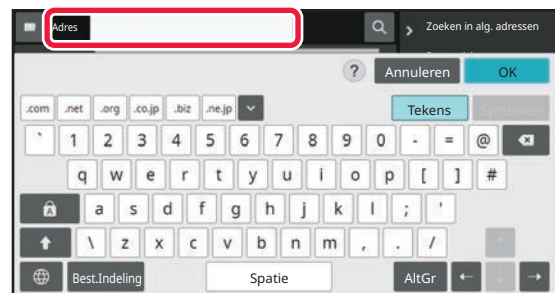 Adres
Zoeken in alg. adressen
? Annuleren OK
.com .net .org .co.jp .biz .ne.jp Tekens Symbolen
` 1 2 3 4 5 6 7 8 9 0 - = @
q w e r t y u i o p [ ] #
A a s d f g h j k l ; '
\ z x c v b n m , . /
Best.Indeling Spatie AltGr ← ↓ →